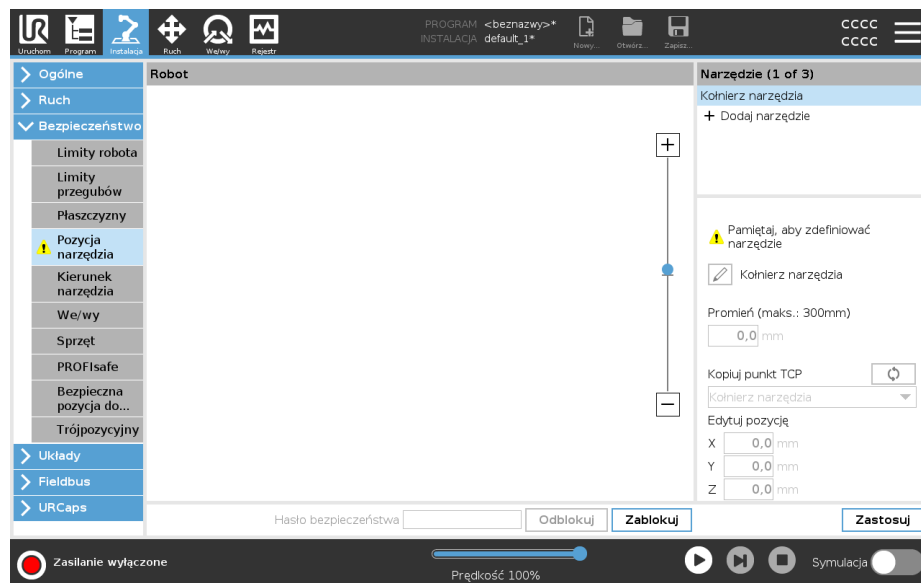 PROGRAM <beznazwy>*
INSTALACJA default_1*
Uruchom
Program
Instalacja
Ruch
We/wy
Rejestr
Nowy...
Otwórz...
Zapisz...
CCCC
CCCC
Ogólne
Ruch
Bezpieczeństwo
Limity robota
Limity
przegubów
Płaszczyzny
Pozycja
narzędzia
Kierunek
narzędzia
We/wy
Sprzęt
PROFIsafe
Bezpieczna
pozycja do...
Trójpozycyjny
Układy
Fieldbus
URCaps
Robot
Narzędzie (1 of 3)
Kołnierz narzędzia
+ Dodaj narzędzie
Pamiętaj, aby zdefiniować
narzędzie
Kołnierz narzędzia
Promień (maks.: 300mm)
0,0 mm
Kopiuj punkt TCP
Kołnierz narzędzia
Edytuj pozycję
X 0,0 mm
Y 0,0 mm
Z 0,0 mm
Hasło bezpieczeństwa
Odblokuj
Zablokuj
Zastosuj
Zasilanie wyłączone
Prędkość 100%
Symulacja